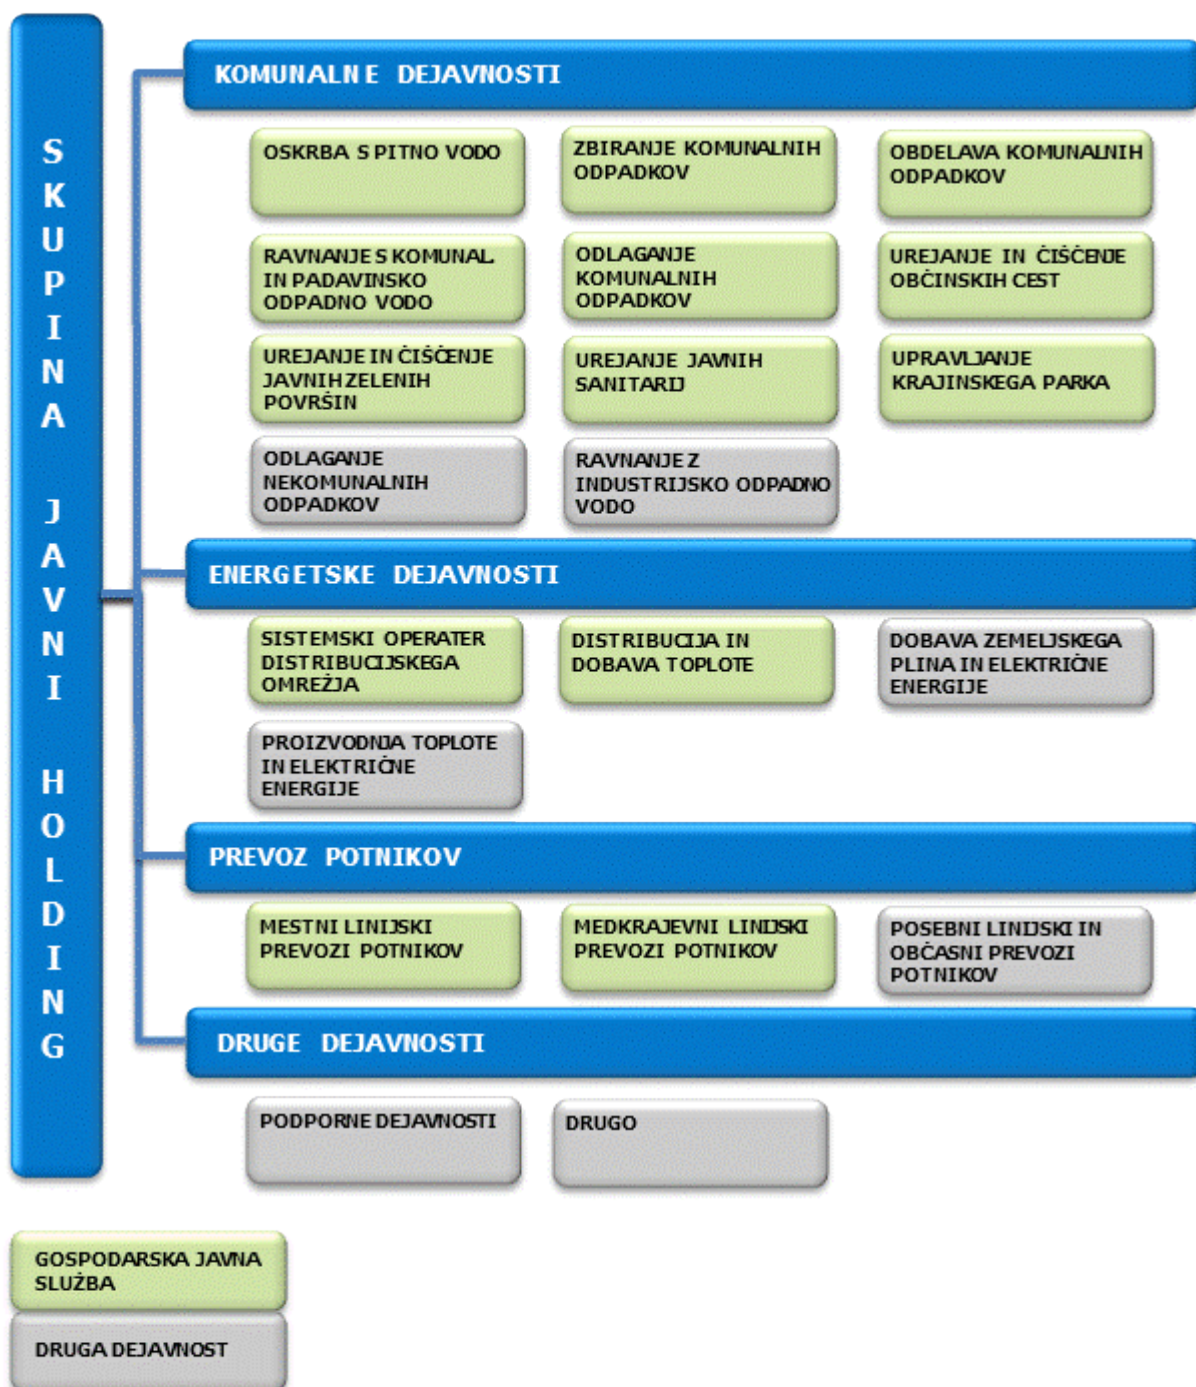 SKUPINA JAVNI HOLDING
KOMUNALNE DEJAVNOSTI
OSKRBA S PITNO VODO
ZBIRANJE KOMUNALNIH
ODPADKOV
OBDELAVA KOMUNALNIH
ODPADKOV
RAVNANJE S KOMUNAL.
IN PADAVINSKO
ODPADNO VODO
ODLAGANJE
KOMUNALNIH
ODPADKOV
UREJANJE IN ČIŠČENJE
OBČINSKIH CEST
UREJANJE IN ČIŠČENJE
JAVNIH ZELENIH
POVRŠIN
UREJANJE JAVNIH
SANITARIJ
UPRAVLJANJE
KRAJINSKEGA PARKA
ODLAGANJE
NEKOMUNALNIH
ODPADKOV
RAVNANJE Z
INDUSTRIJSKO ODPADNO
VODO
ENERGETSKE DEJAVNOSTI
SISTEMSKI OPERATER
DISTRIBUCIJSKEGA
OMREŽJA
DISTRIBUCIJA IN
DOBAVA TOPLOTE
DOBAVA ZEMELJSKEGA
PLINA IN ELEKTRIČNE
ENERGIJE
PROIZVODNJA TOPLOTE
IN ELEKTRIČNE
ENERGIJE
PREVOZ POTNIKOV
MESTNI LINIJSKI
PREVOZI POTNIKOV
MEDKRAJEVNI LINIJSKI
PREVOZI POTNIKOV
POSEBNI LINIJSKI IN
OBČASNI PREVOZI
POTNIKOV
DRUGE DEJAVNOSTI
PODPORNE DEJAVNOSTI
DRUGO
GOSPODARSKA JAVNA
SLUŽBA
DRUGA DEJAVNOST